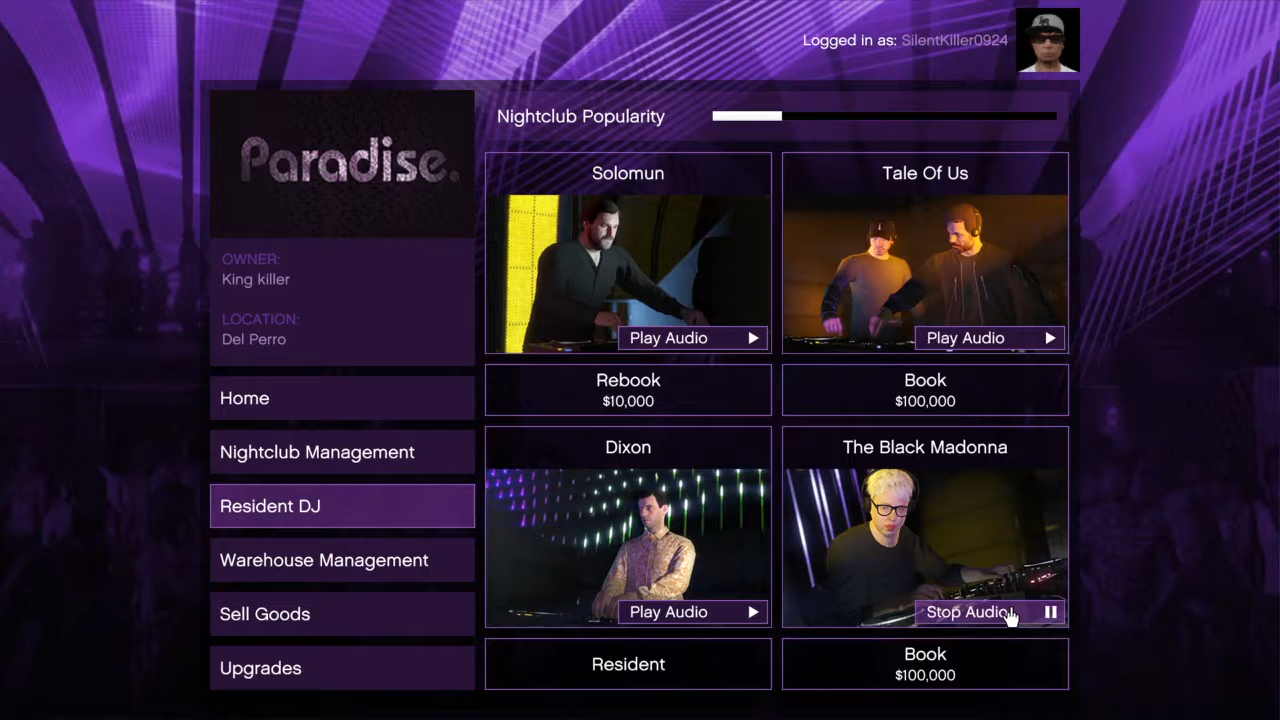 Logged in as: SilentKiller0924
Paradise.
OWNER:
King killer
LOCATION:
Del Perro
Home
Nightclub Management
Resident DJ
Warehouse Management
Sell Goods
Upgrades
Nightclub Popularity
Solomun
Play Audio
Rebook
$10,000
Tale Of Us
Play Audio
Book
$100,000
Dixon
Play Audio
Resident
The Black Madonna
Stop Audio
Book
$100,000